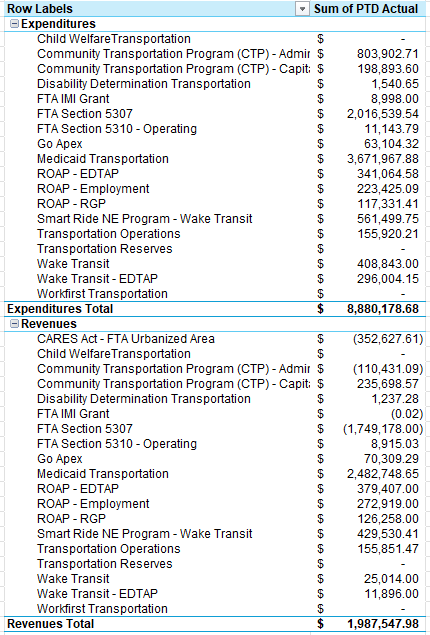 Row Labels Sum of PTD Actual
Expenditures
Child WelfareTransportation $ -
Community Transportation Program (CTP) - Admir $ 803,902.71
Community Transportation Program (CTP) - Capit $ 198,893.60
Disability Determination Transportation $ 1,540.65
FTA IMI Grant $ 8,998.00
FTA Section 5307 $ 2,016,539.54
FTA Section 5310 - Operating $ 11,143.79
Go Apex $ 63,104.32
Medicaid Transportation $ 3,671,967.88
ROAP - EDTAP $ 341,064.58
ROAP - Employment $ 223,425.09
ROAP - RGP $ 117,331.41
Smart Ride NE Program - Wake Transit $ 561,499.75
Transportation Operations $ 155,920.21
Transportation Reserves $ -
Wake Transit $ 408,843.00
Wake Transit - EDTAP $ 296,004.15
Workfirst Transportation $ -
Expenditures Total $ 8,880,178.68
Revenues
CARES Act - FTA Urbanized Area $ (352,627.61)
Child WelfareTransportation $ -
Community Transportation Program (CTP) - Admir $ (110,431.09)
Community Transportation Program (CTP) - Capit $ 235,698.57
Disability Determination Transportation $ 1,237.28
FTA IMI Grant $ (0.02)
FTA Section 5307 $ (1,749,178.00)
FTA Section 5310 - Operating $ 8,915.03
Go Apex $ 70,309.29
Medicaid Transportation $ 2,482,748.65
ROAP - EDTAP $ 379,407.00
ROAP - Employment $ 272,919.00
ROAP - RGP $ 126,258.00
Smart Ride NE Program - Wake Transit $ 429,530.41
Transportation Operations $ 155,851.47
Transportation Reserves $ -
Wake Transit $ 25,014.00
Wake Transit - EDTAP $ 11,896.00
Workfirst Transportation $ -
Revenues Total $ 1,987,547.98